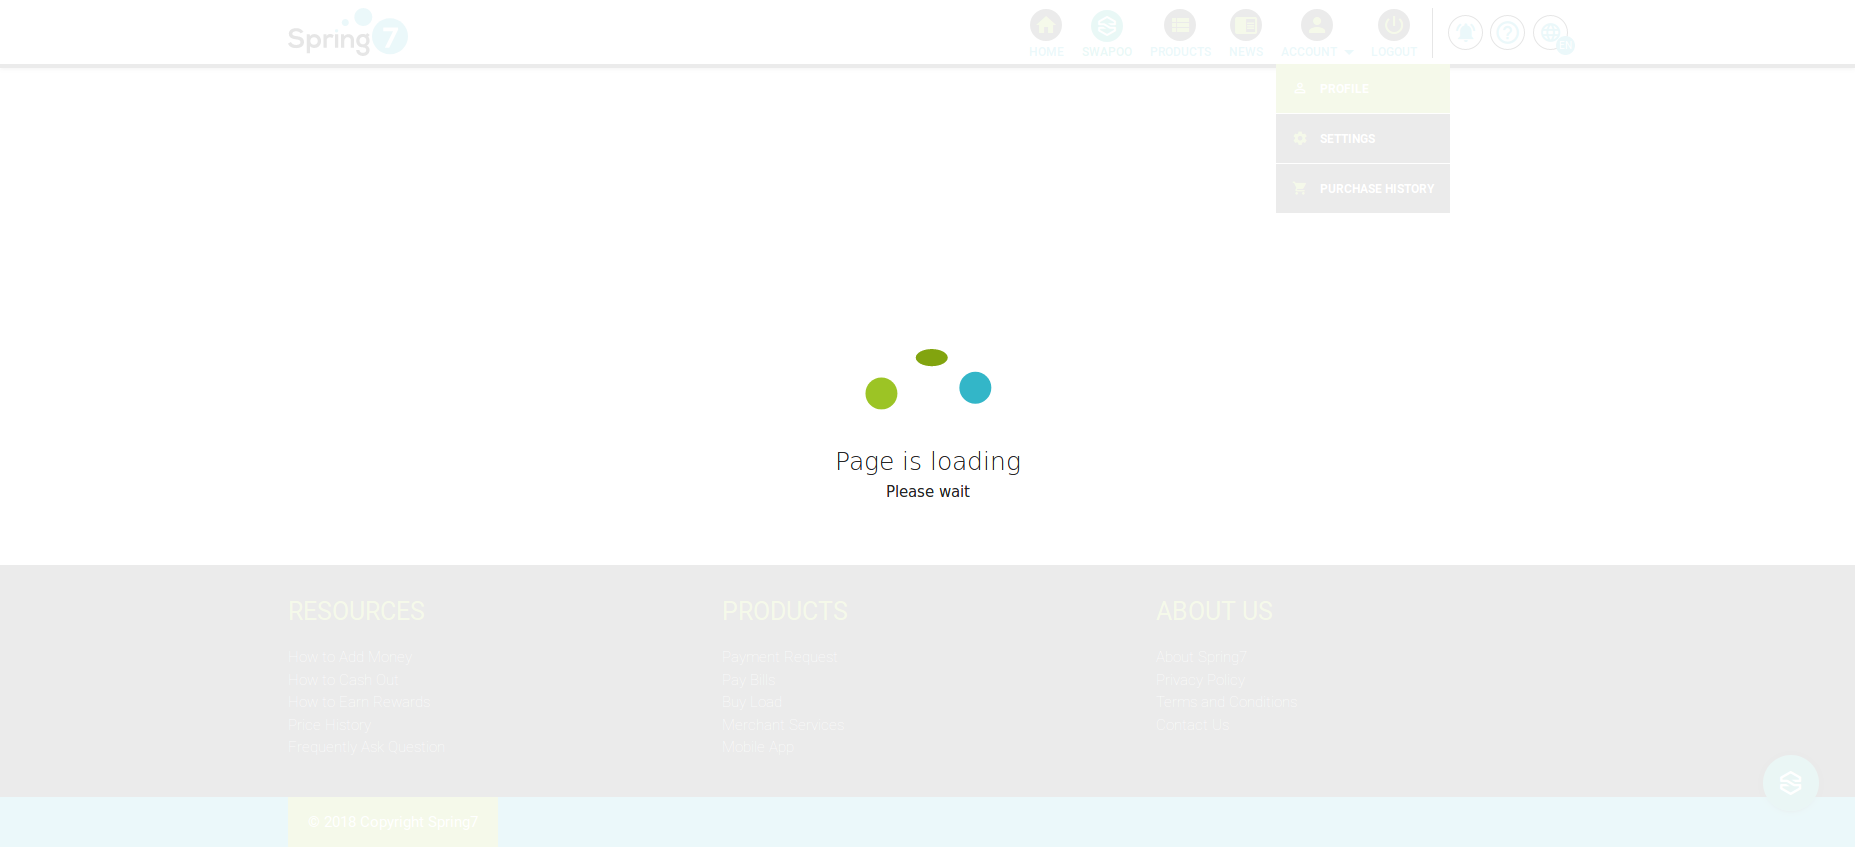 Spring7
HOME
SWAPOO
PRODUCTS
NEWS
ACCOUNT
LOGOUT
EN
PROFILE
SETTINGS
PURCHASE HISTORY
Page is loading
Please wait
RESOURCES
How to Add Money
How to Cash Out
How to Earn Rewards
Price History
Frequently Ask Question
PRODUCTS
Payment Request
Pay Bills
Buy Load
Merchant Services
Mobile App
ABOUT US
About Spring7
Privacy Policy
Terms and Conditions
Contact Us
© 2018 Copyright Spring7